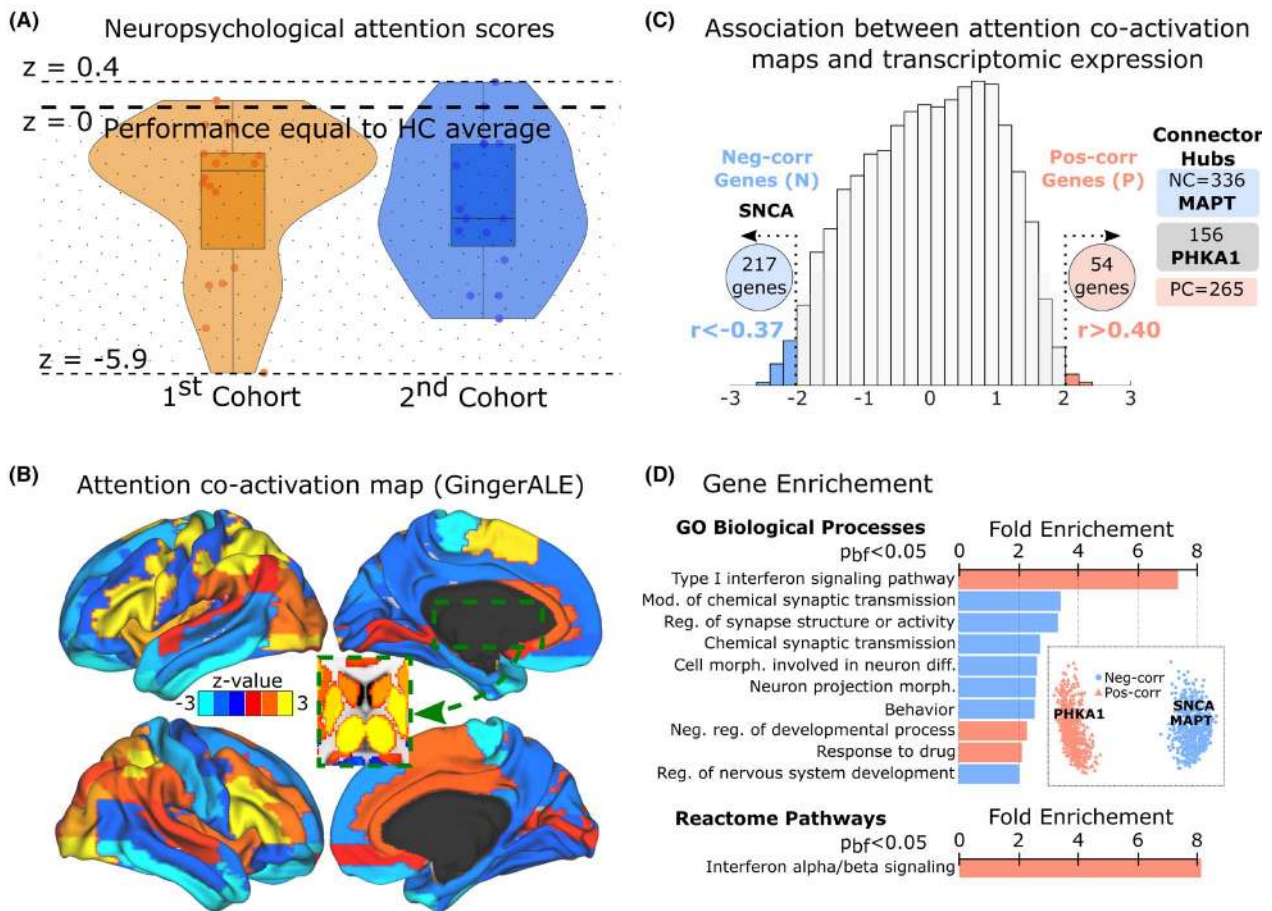 (A)
Neuropsychological attention scores
z = 0.4
z = 0
Performance equal to HC average
z = -5.9
1st Cohort
2nd Cohort
(C)
Association between attention co-activation
maps and transcriptomic expression
Neg-corr
Genes (N)
SNCA
217
genes
r<-0.37
Pos-corr
Genes (P)
54
genes
r>0.40
Connector
Hubs
NC=336
MAPT
156
PHKA1
PC=265
-3 -2 -1 0 1 2 3
(B)
Attention co-activation map (GingerALE)
z-value
-3 3
(D)
Gene Enrichement
GO Biological Processes
pbf<0.05
Fold Enrichement
0 2 4 6 8
Type I interferon signaling pathway
Mod. of chemical synaptic transmission
Reg. of synapse structure or activity
Chemical synaptic transmission
Cell morph. involved in neuron diff.
Neuron projection morph.
Behavior
Neg. reg. of developmental process
Response to drug
Reg. of nervous system development
Neg-corr
Pos-corr
PHKA1
SNCA
MAPT
Reactome Pathways
pbf<0.05
Fold Enrichement
0 2 4 6 8
Interferon alpha/beta signaling